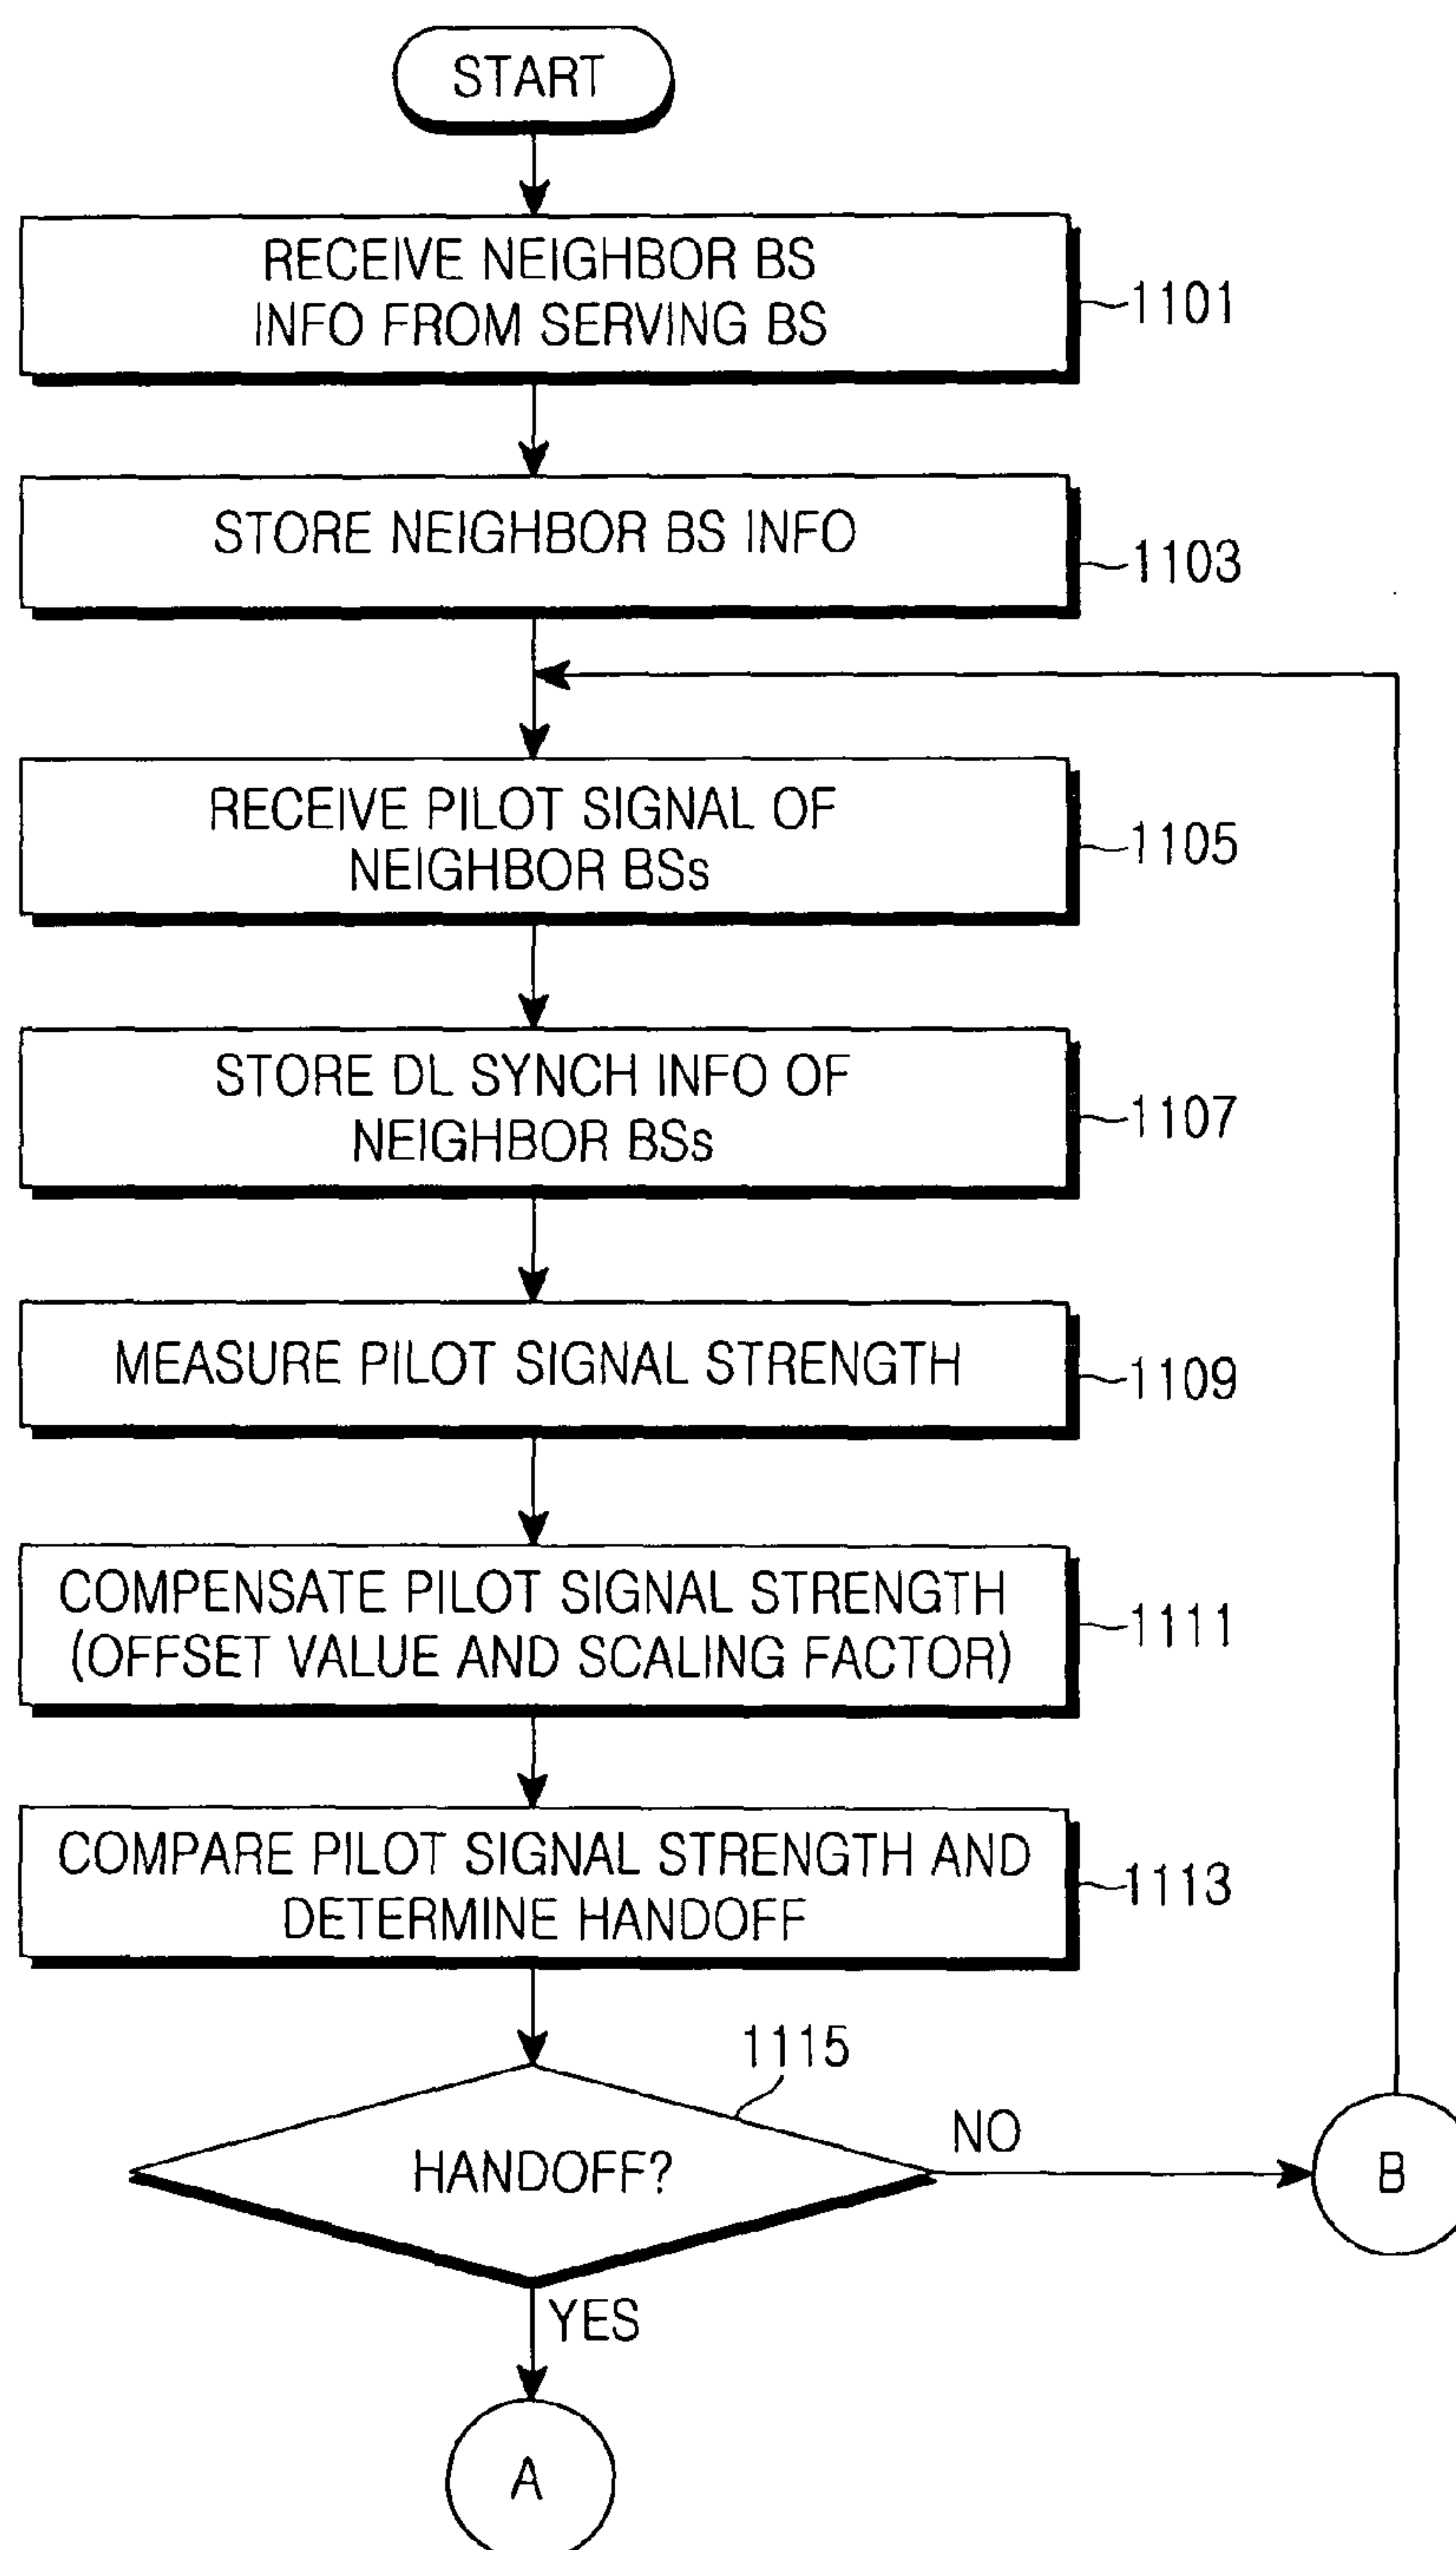 START
RECEIVE NEIGHBOR BS
INFO FROM SERVING BS
1101
STORE NEIGHBOR BS INFO
1103
RECEIVE PILOT SIGNAL OF
NEIGHBOR BSs
1105
STORE DL SYNCH INFO OF
NEIGHBOR BSs
1107
MEASURE PILOT SIGNAL STRENGTH
1109
COMPENSATE PILOT SIGNAL STRENGTH
(OFFSET VALUE AND SCALING FACTOR)
1111
COMPARE PILOT SIGNAL STRENGTH AND
DETERMINE HANDOFF
1113
1115
HANDOFF?
NO
B
YES
A